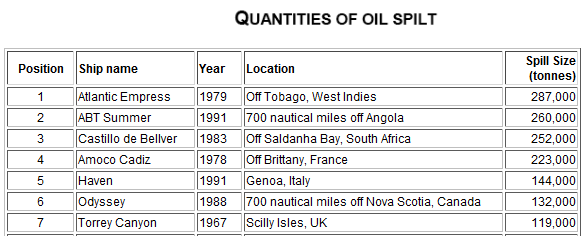 QUANTITIES OF OIL SPILT
Position Ship name Year Location Spill Size (tonnes)
1 Atlantic Empress 1979 Off Tobago, West Indies 287,000
2 ABT Summer 1991 700 nautical miles off Angola 260,000
3 Castillo de Bellver 1983 Off Saldanha Bay, South Africa 252,000
4 Amoco Cadiz 1978 Off Brittany, France 223,000
5 Haven 1991 Genoa, Italy 144,000
6 Odyssey 1988 700 nautical miles off Nova Scotia, Canada 132,000
7 Torrey Canyon 1967 Scilly Isles, UK 119,000